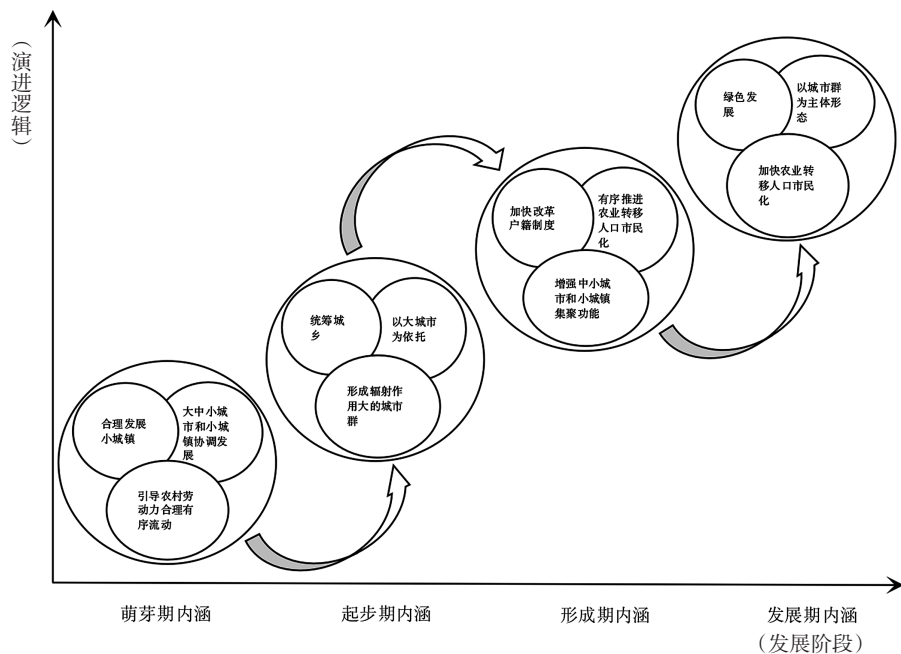 （演进逻辑）
绿色发
展
以城市群
为主体形
态
加快农业转
移人口市民
化
加快改革
户籍制度
有序推进
农业转移
人口市民
化
增强中小城
市和小城镇
集聚功能
统筹城
乡
以大城市
为依托
形成辐射作
用大的城市
群
合理发展
小城镇
大中小城
市和小城
镇协调发
展
引导农村劳
动力合理有
序流动
萌芽期内涵
起步期内涵
形成期内涵
发展期内涵
（发展阶段）